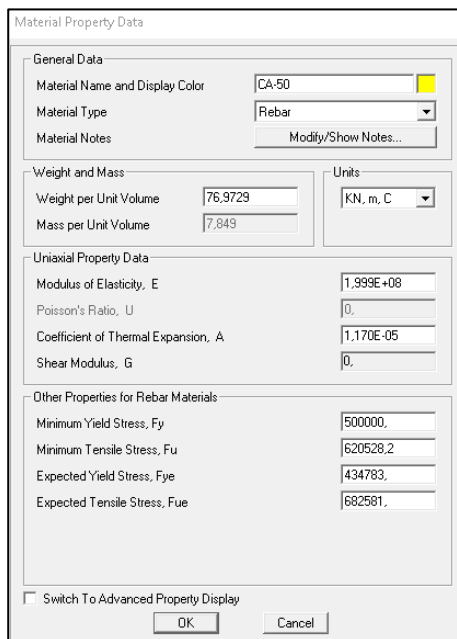 Material Property Data
General Data
Material Name and Display Color CA-50
Material Type Rebar
Material Notes Modify/Show Notes...
Weight and Mass Units
Weight per Unit Volume 76,9729 KN, m, C
Mass per Unit Volume 7,849
Uniaxial Property Data
Modulus of Elasticity, E 1,999E+08
Poisson's Ratio, U 0,
Coefficient of Thermal Expansion, A 1,170E-05
Shear Modulus, G 0,
Other Properties for Rebar Materials
Minimum Yield Stress, Fy 500000,
Minimum Tensile Stress, Fu 620528,2
Expected Yield Stress, Fye 434783,
Expected Tensile Stress, Fue 682581,
Switch To Advanced Property Display
OK Cancel